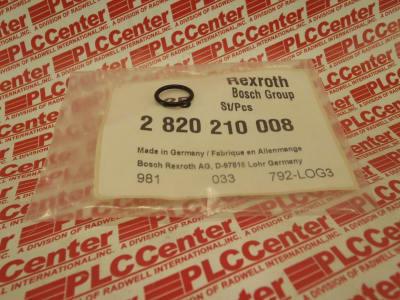 Rexroth
Bosch Group
St/Pcs
2 820 210 008
Made in Germany / Fabrique en Allenmange
Bosch Rexroth AG, D-97816 Lohr Germany
981 033 792-LOG3
PLCCenter
A DIVISION OF RADWELL INTERNATIONAL, INC.